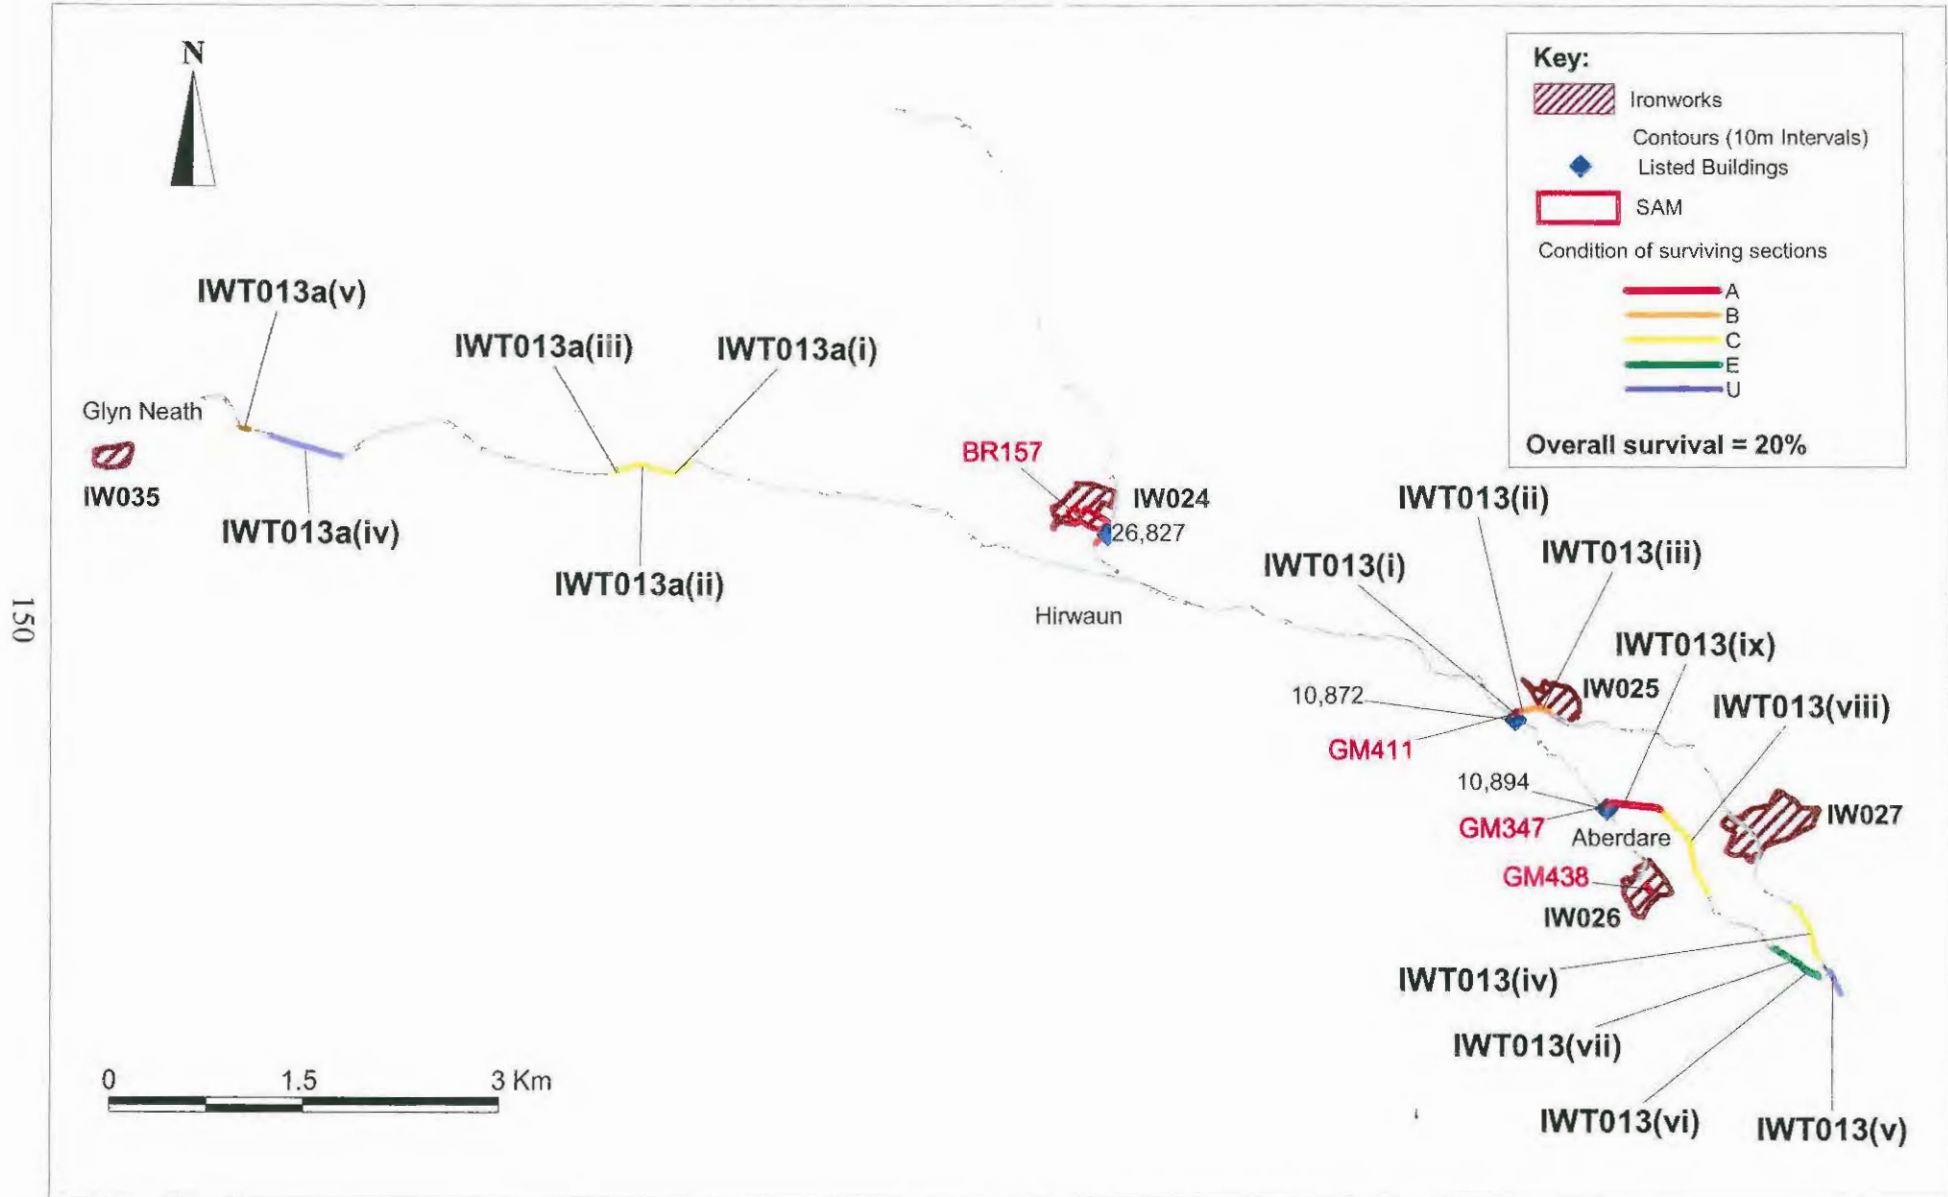 N
Key:
Ironworks
Contours (10m Intervals)
Listed Buildings
SAM
Condition of surviving sections
A
B
C
E
U
Overall survival = 20%
IWT013a(v)
IWT013a(iii)
IWT013a(i)
Glyn Neath
IW035
IWT013a(iv)
IWT013a(ii)
BR157
IW024
26,827
Hirwaun
IWT013(ii)
IWT013(i)
IWT013(iii)
IWT013(ix)
IW025
10,872
IWT013(viii)
GM411
10,894
GM347
Aberdare
IW027
GM438
IW026
IWT013(iv)
IWT013(vii)
IWT013(vi)
IWT013(v)
0 1.5 3 Km
150